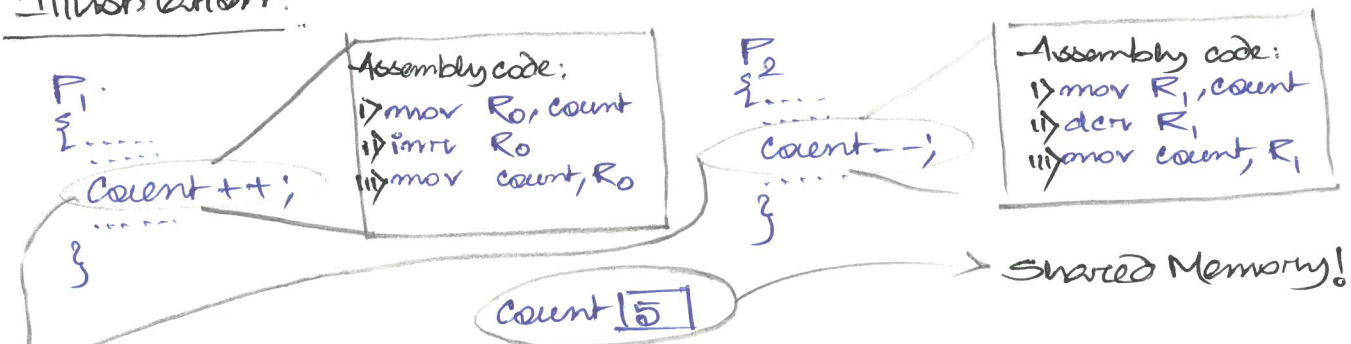 Illustration:
P1.
{.....
.....
Count++;
.....
}
Assembly code:
i) mov R0, count
ii) incr R0
iii) mov count, R0
P2
{.....
.....
Count--;
.....
}
Assembly code:
i) mov R1, count
ii) dcr R1
iii) mov count, R1
Count 5
Shared Memory!